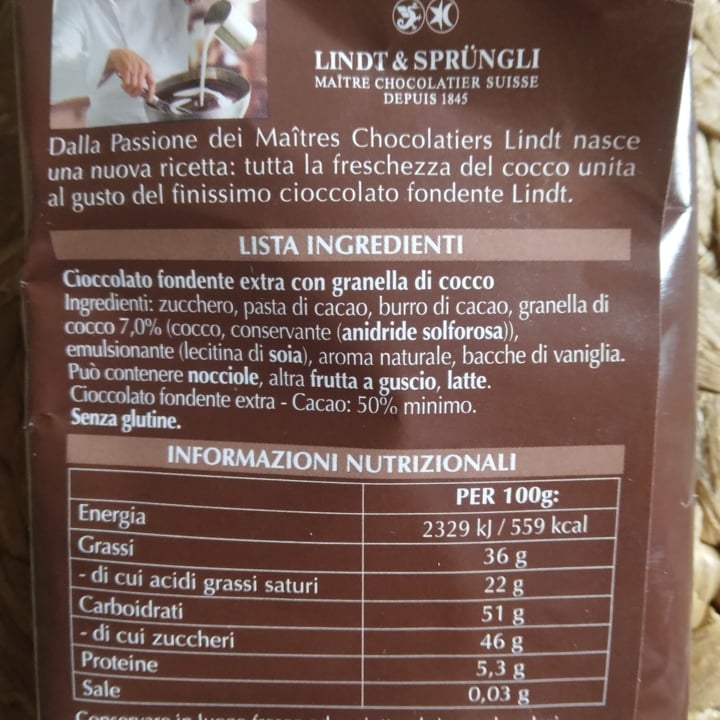 LINDT & SPRÜNGLI
MAÎTRE CHOCOLATIER SUISSE
DEPUIS 1845
Dalla Passione dei Maîtres Chocolatiers Lindt nasce
una nuova ricetta: tutta la freschezza del cocco unita
al gusto del finissimo cioccolato fondente Lindt.
LISTA INGREDIENTI
Cioccolato fondente extra con granella di cocco
Ingredienti: zucchero, pasta di cacao, burro di cacao, granella di
cocco 7,0% (cocco, conservante (anidride solforosa)),
emulsionante (lecitina di soia), aroma naturale, bacche di vaniglia.
Può contenere nocciole, altra frutta a guscio, latte.
Cioccolato fondente extra - Cacao: 50% minimo.
Senza glutine.
INFORMAZIONI NUTRIZIONALI
PER 100g:
Energia 2329 kJ / 559 kcal
Grassi 36 g
- di cui acidi grassi saturi 22 g
Carboidrati 51 g
- di cui zuccheri 46 g
Proteine 5,3 g
Sale 0,03 g